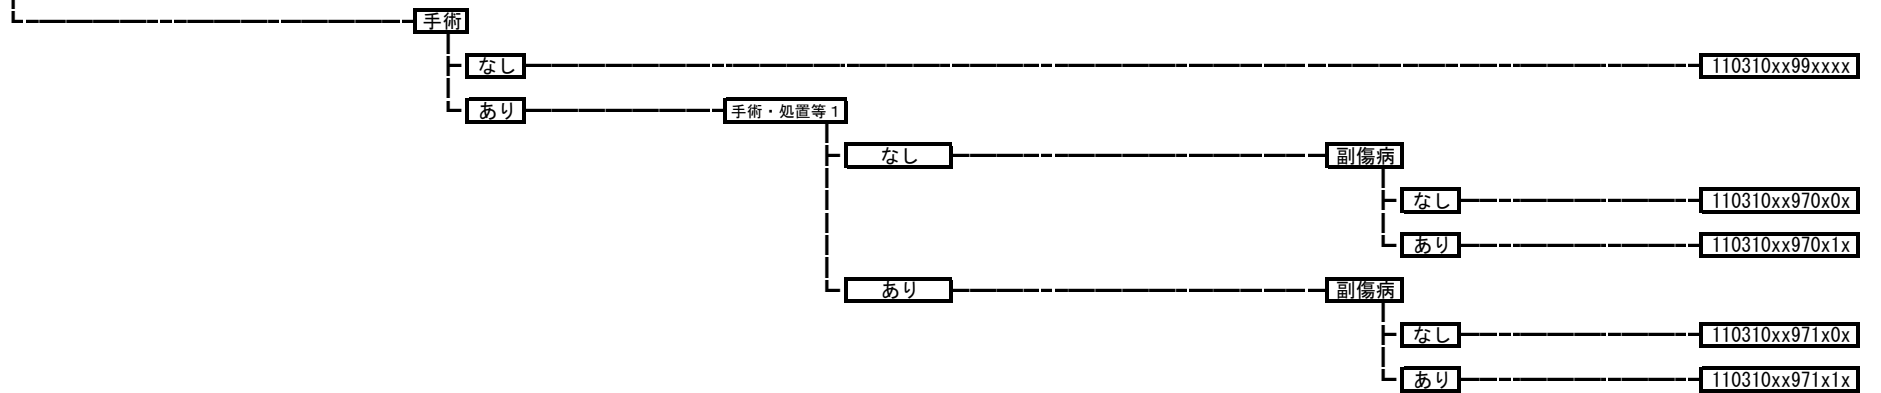 手術
なし 110310xx99xxxx
あり 手術・処置等1
なし 副傷病
なし 110310xx970x0x
あり 110310xx970x1x
あり 副傷病
なし 110310xx971x0x
あり 110310xx971x1x